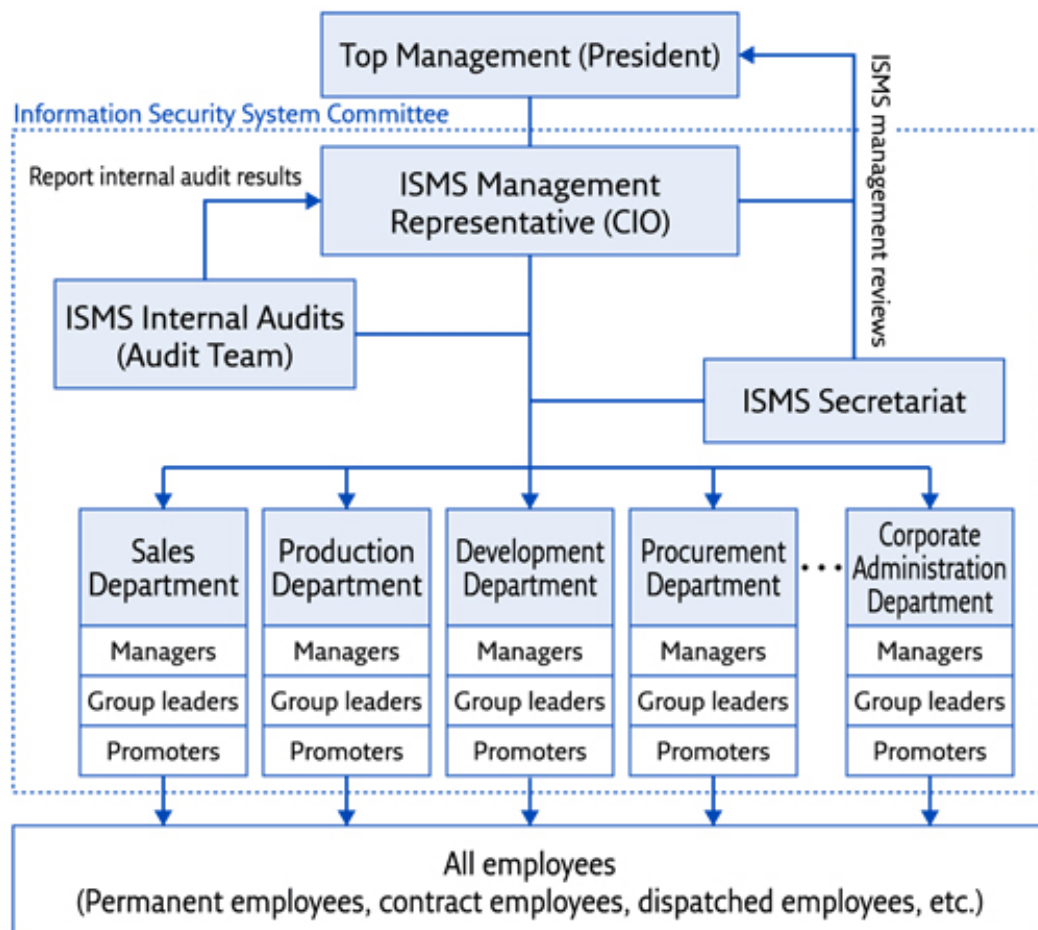 Top Management (President)
ISMS management reviews
Information Security System Committee
Report internal audit results
ISMS Management
Representative (CIO)
ISMS Internal Audits
(Audit Team)
ISMS Secretariat
Sales
Department
Managers
Group leaders
Promoters
Production
Department
Managers
Group leaders
Promoters
Development
Department
Managers
Group leaders
Promoters
Procurement
Department
Managers
Group leaders
Promoters
...
Corporate
Administration
Department
Managers
Group leaders
Promoters
All employees
(Permanent employees, contract employees, dispatched employees, etc.)